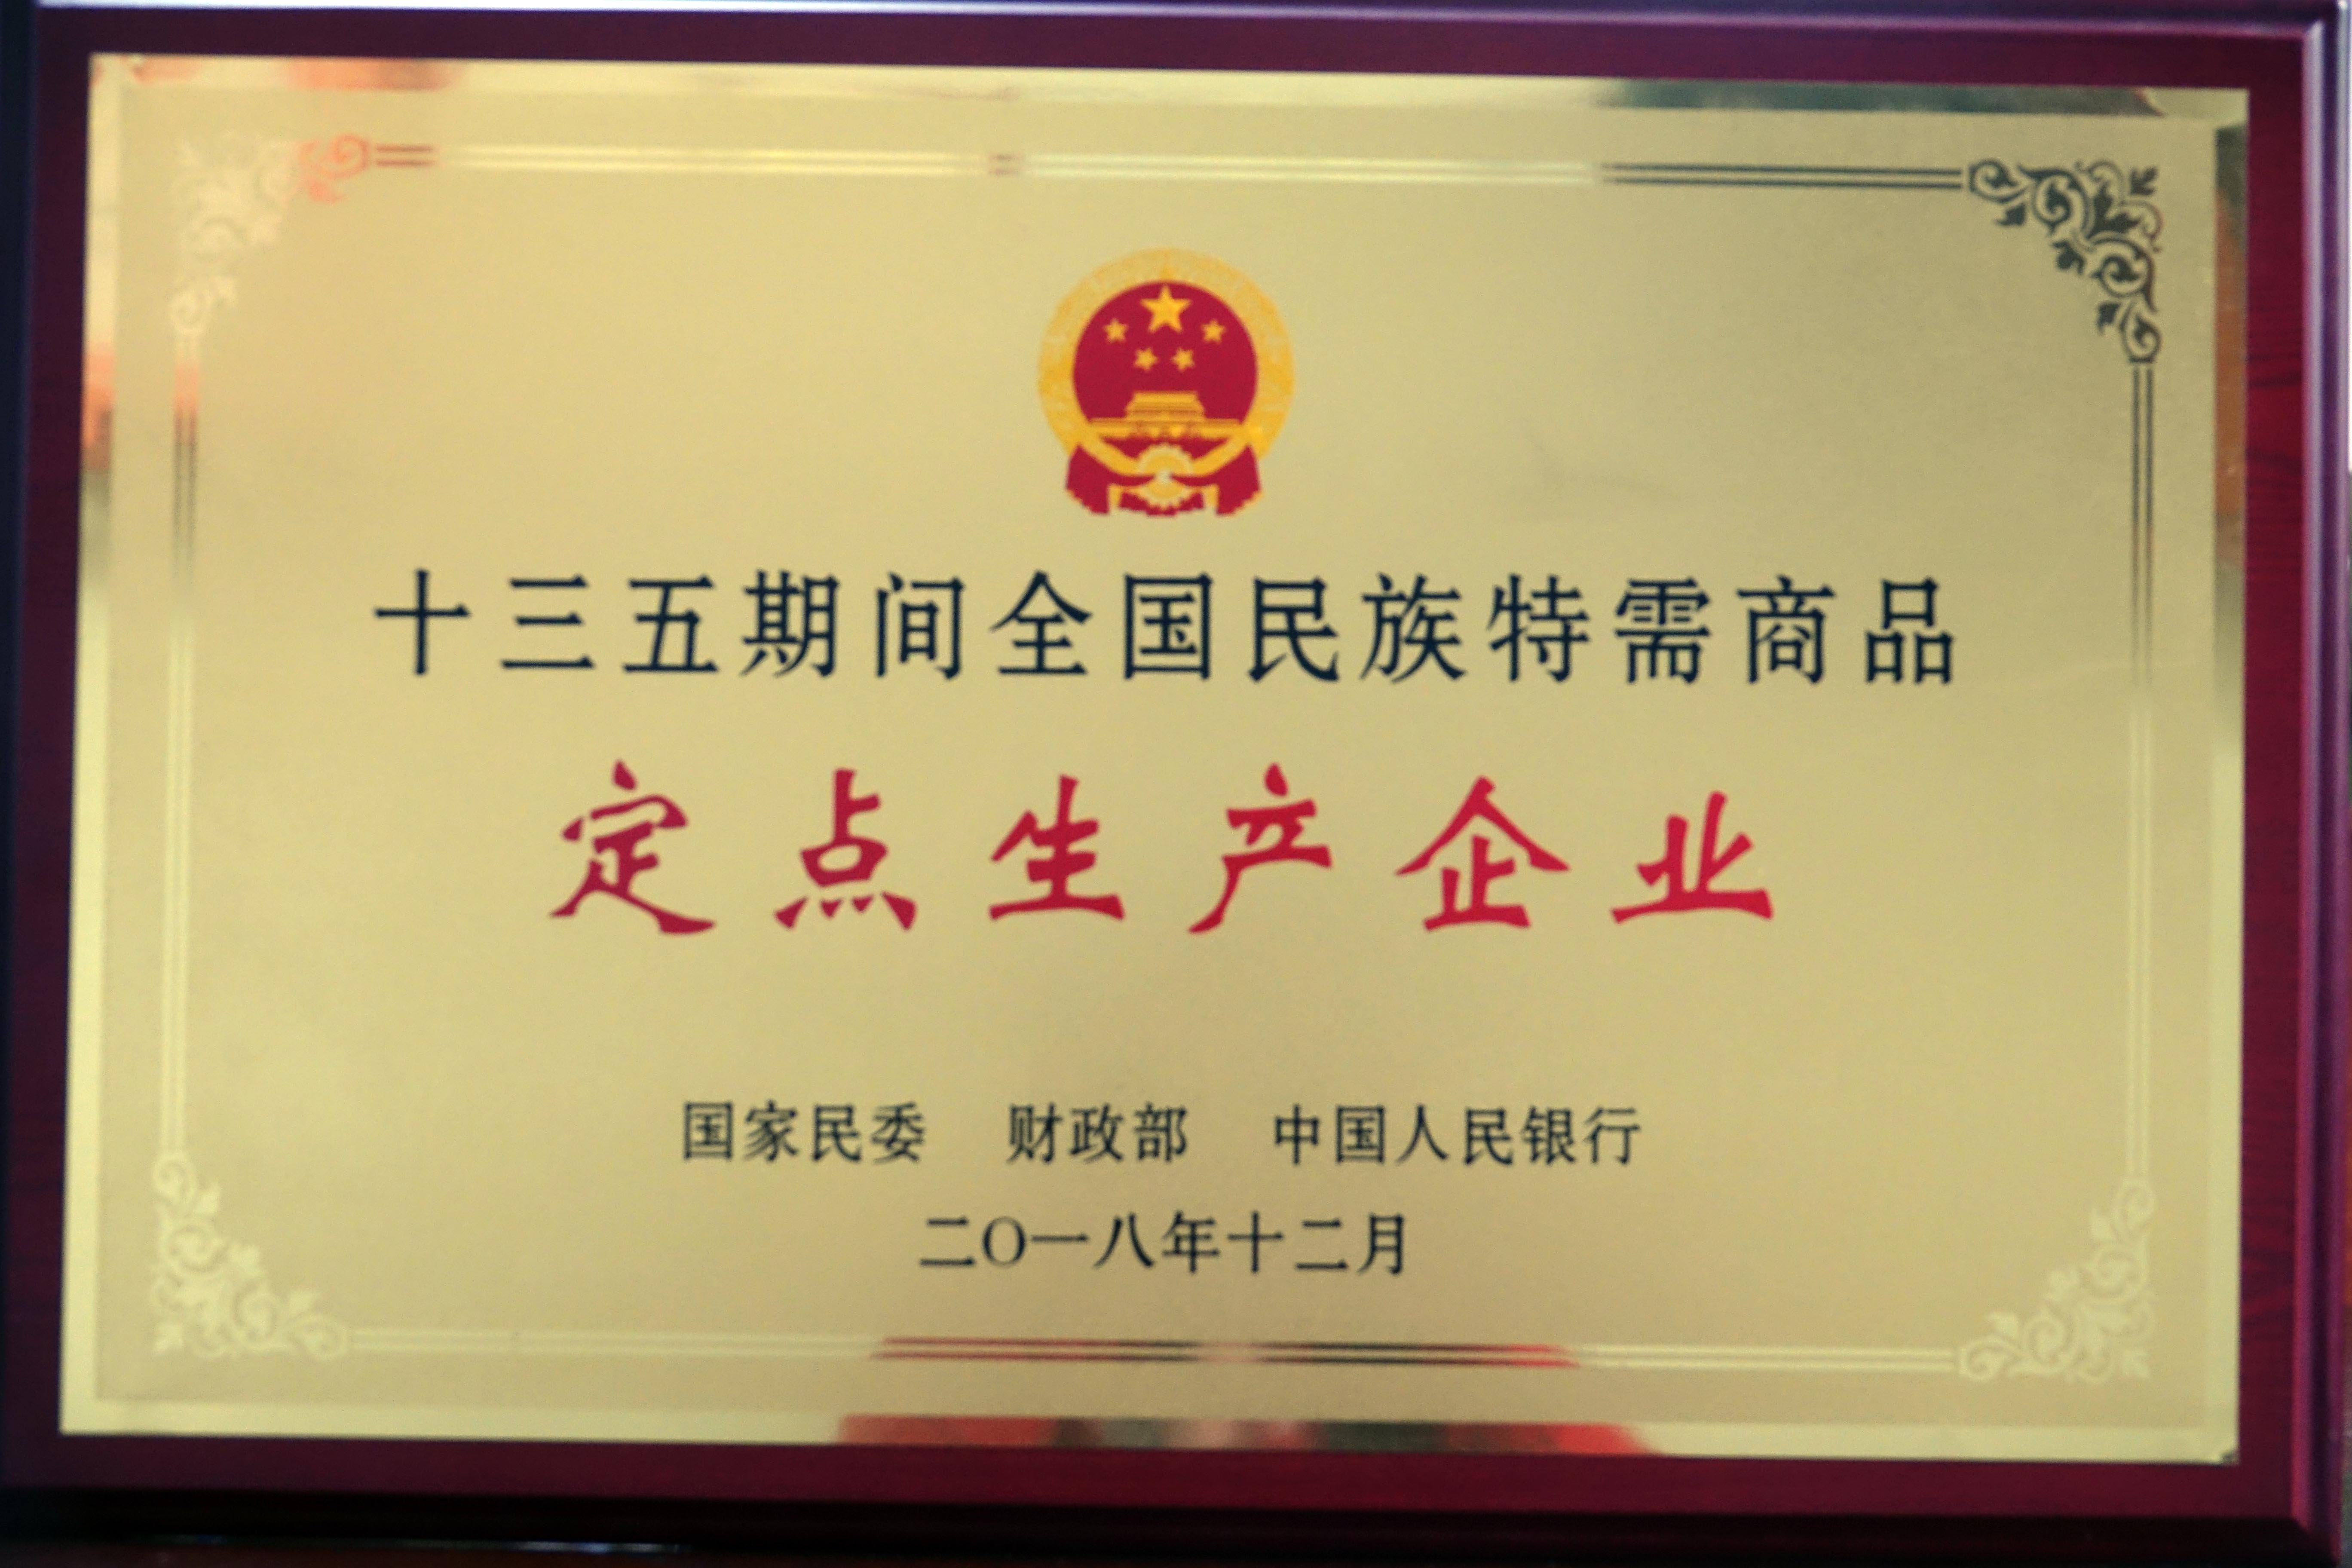 十三五期间全国民族特需商品
定点生产企业
国家民委 财政部 中国人民银行
二〇一八年十二月